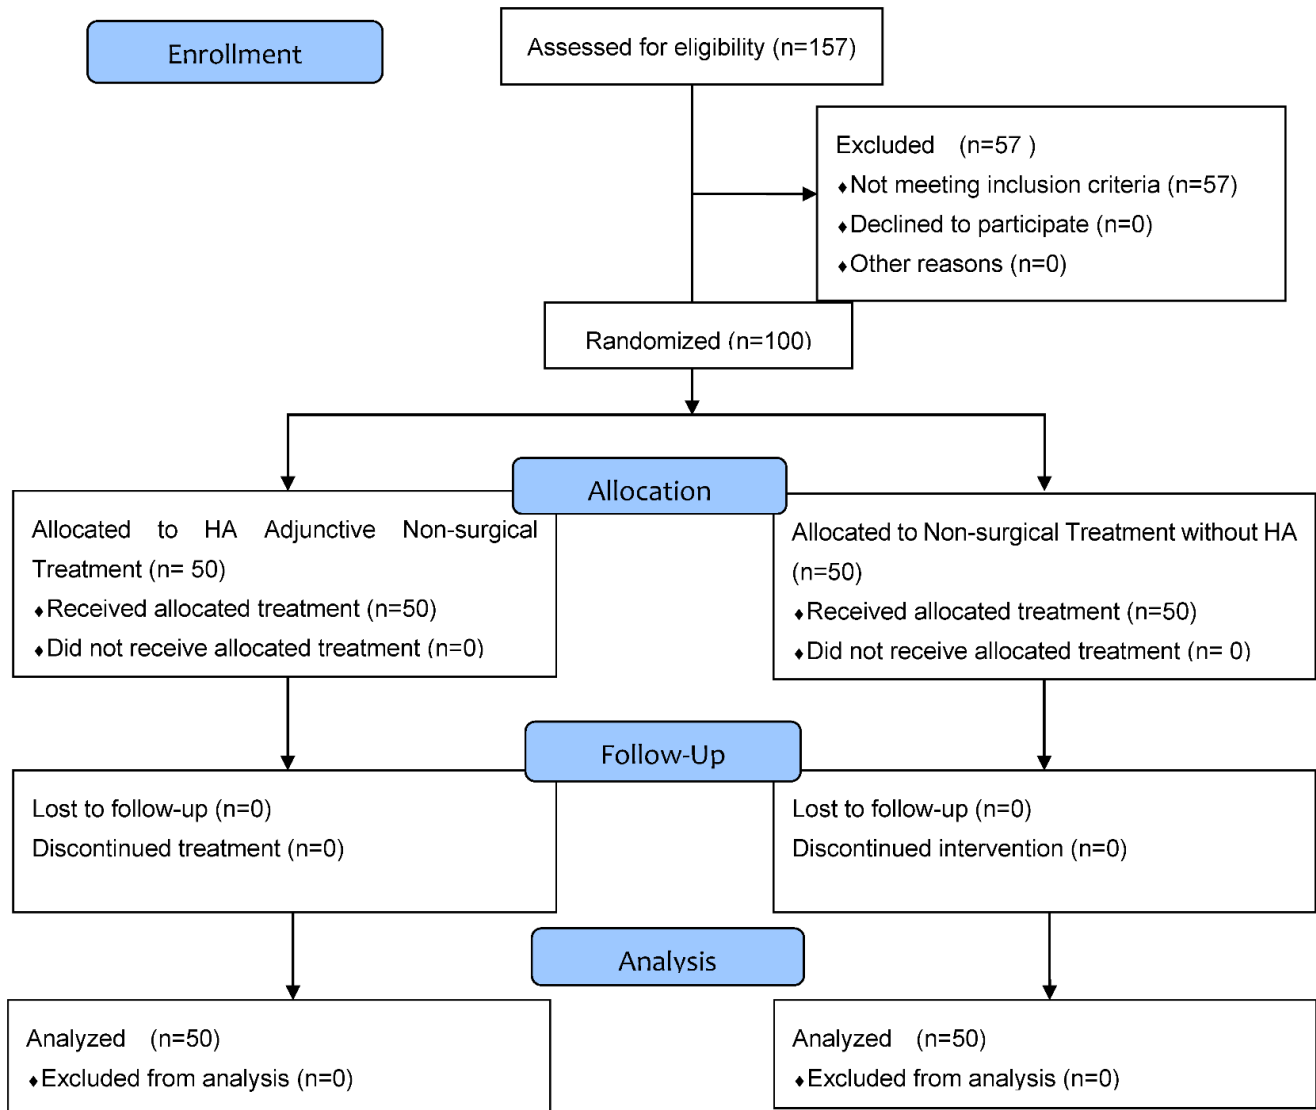 Enrollment
Assessed for eligibility (n=157)
Excluded (n=57 )
♦Not meeting inclusion criteria (n=57)
♦Declined to participate (n=0)
♦Other reasons (n=0)
Randomized (n=100)
Allocation
Allocated to HA Adjunctive Non-surgical
Treatment (n= 50)
♦Received allocated treatment (n=50)
♦Did not receive allocated treatment (n=0)
Allocated to Non-surgical Treatment without HA
(n=50)
♦Received allocated treatment (n=50)
♦Did not receive allocated treatment (n= 0)
Follow-Up
Lost to follow-up (n=0)
Discontinued treatment (n=0)
Lost to follow-up (n=0)
Discontinued intervention (n=0)
Analysis
Analyzed (n=50)
♦Excluded from analysis (n=0)
Analyzed (n=50)
♦Excluded from analysis (n=0)